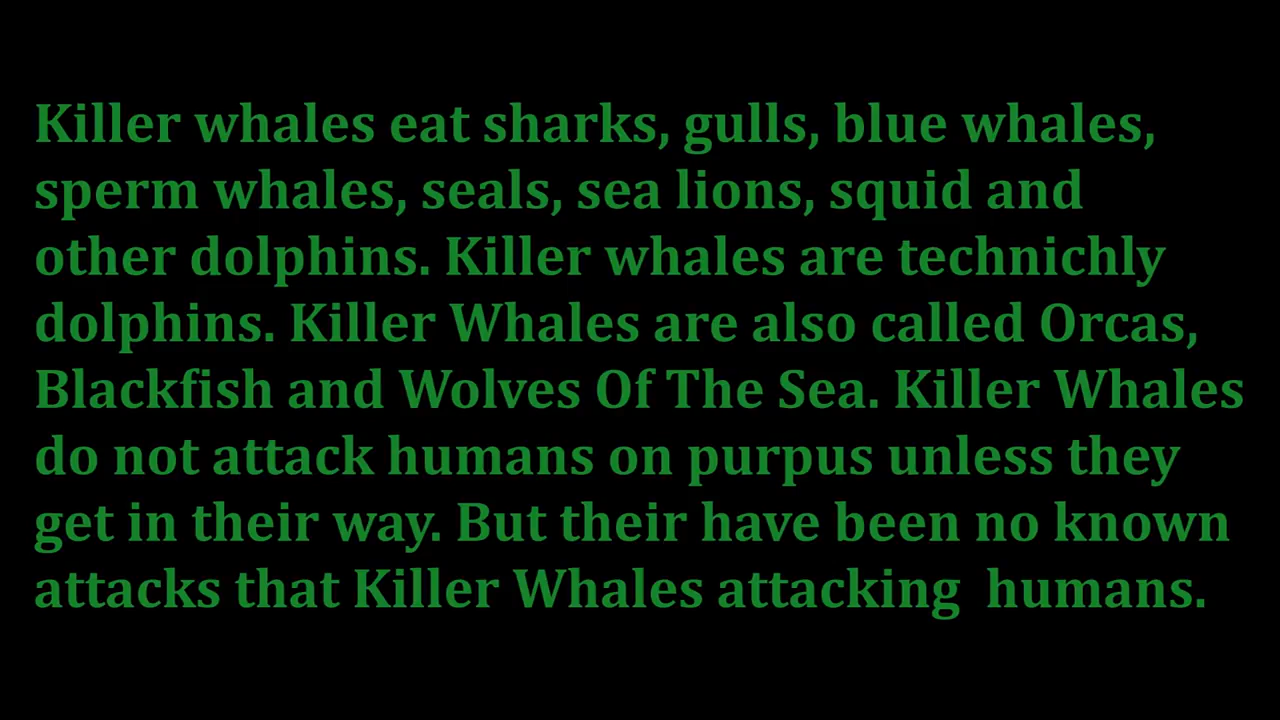 Killer whales eat sharks, gulls, blue whales,
sperm whales, seals, sea lions, squid and
other dolphins. Killer whales are technichly
dolphins. Killer Whales are also called Orcas,
Blackfish and Wolves Of The Sea. Killer Whales
do not attack humans on purpus unless they
get in their way. But their have been no known
attacks that Killer Whales attacking  humans.